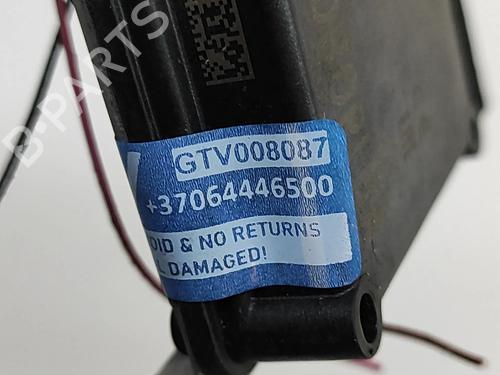 B-PARTS
GTV008087
+37064446500
OID & NO RETURNS
L DAMAGED!